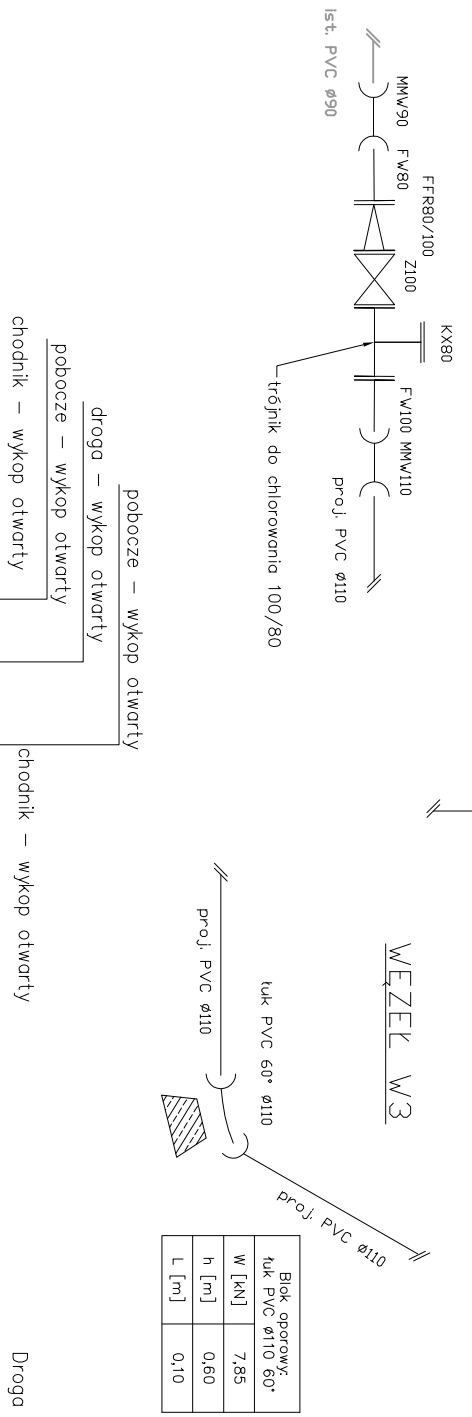 Ist. PVC ø90
MMW90
FW80
FFR80/100
Z100
KX80
FW100 MMW110
proj. PVC ø110
trójnik do chlorowania 100/80
pobocze – wykop otwarty
droga – wykop otwarty
pobocze – wykop otwarty
chodnik – wykop otwarty
chodnik – wykop otwarty
WĘZEŁ W3
łuk PVC 60° ø110
proj. PVC ø110
proj. PVC ø110
Blok oporowy:
łuk PVC ø110 60°
W [kN] 7,85
h [m] 0,60
L [m] 0,10
Droga